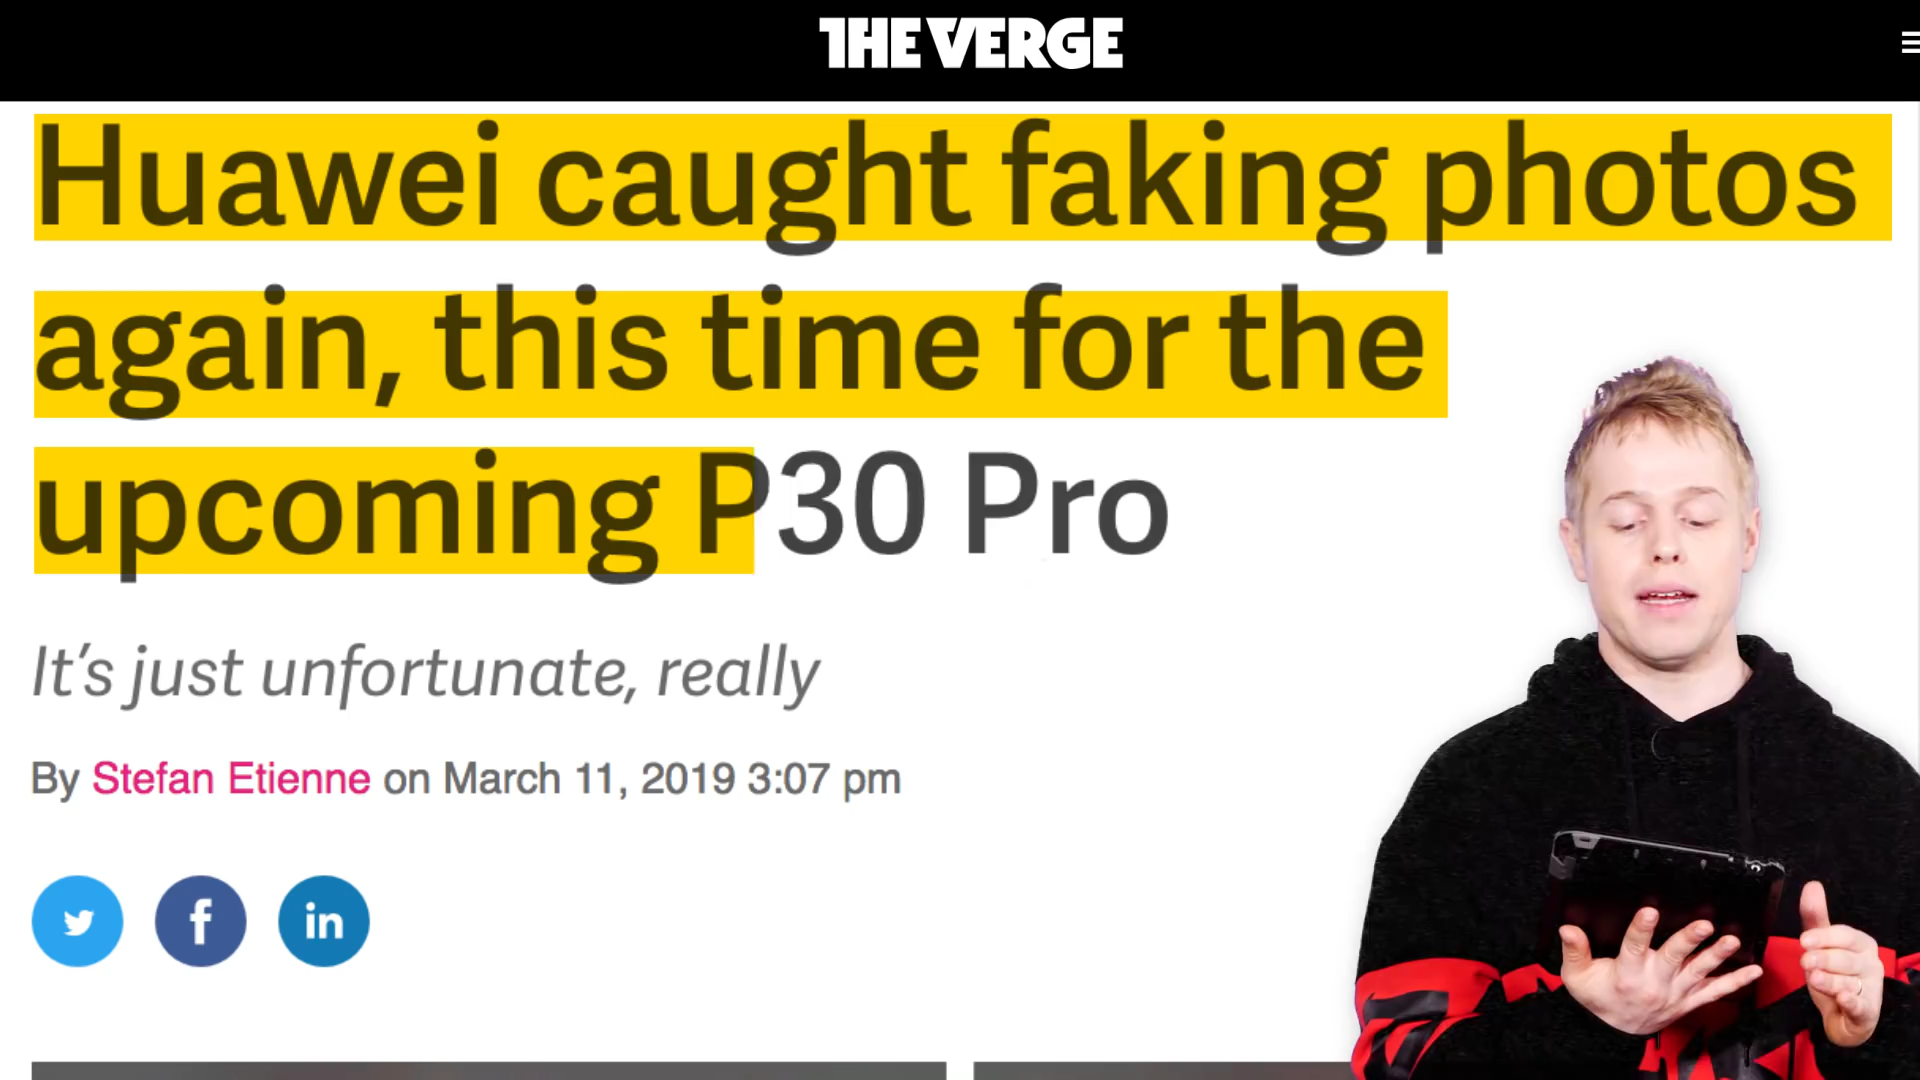 THE VERGE
Huawei caught faking photos
again, this time for the
upcoming P30 Pro
It's just unfortunate, really
By Stefan Etienne on March 11, 2019 3:07 pm
f
in